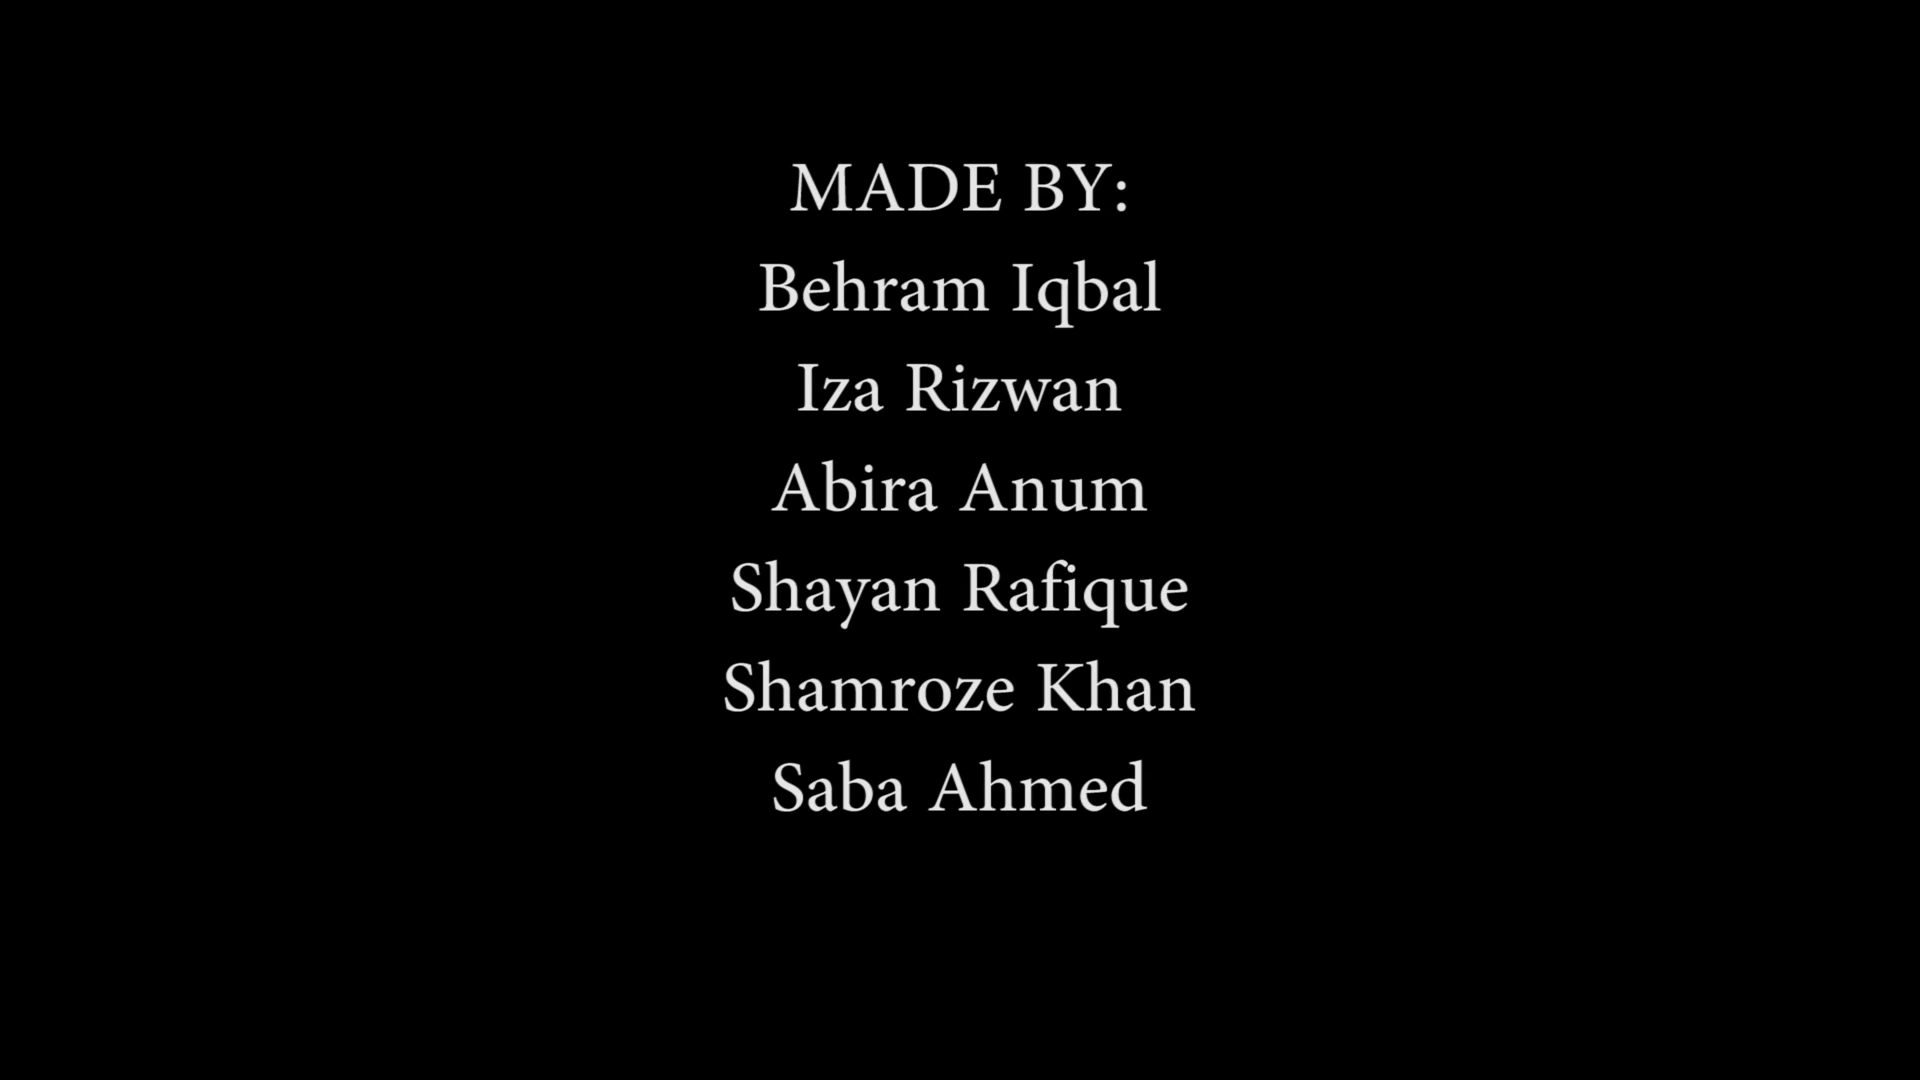 MADE BY:
Behram Iqbal
Iza Rizwan
Abira Anum
Shayan Rafique
Shamroze Khan
Saba Ahmed